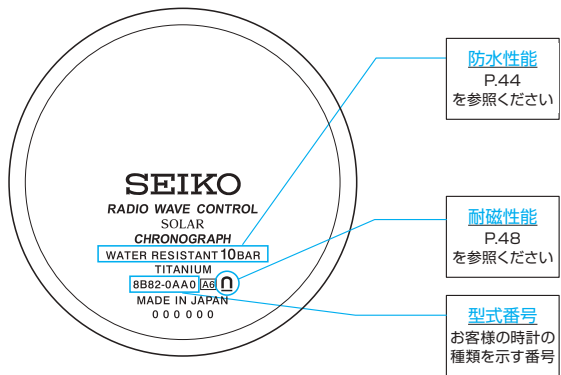 SEIKO
RADIO WAVE CONTROL
SOLAR
CHRONOGRAPH
WATER RESISTANT 10BAR
TITANIUM
8B82-0AA0 A6 
MADE IN JAPAN
000000
防水性能
P.44
を参照ください
耐磁性能
P.48
を参照ください
型式番号
お客様の時計の
種類を示す番号